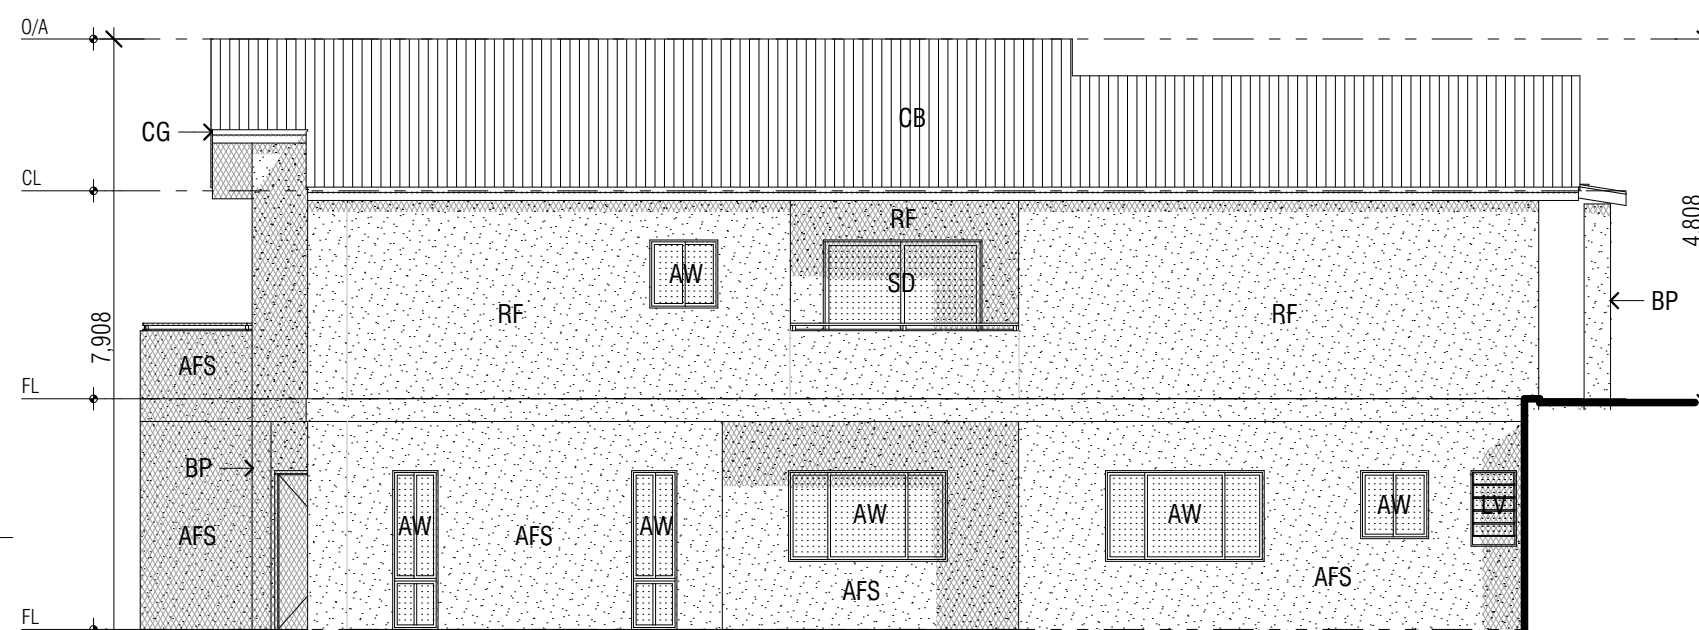 O/A
CB
CG
CL
4,808
RF
AW
SD
RF
RF
BP
7,908
AFS
FL
BP
AW
AFS
AW
AW
AW
AW
LV
AFS
AFS
AFS
FL